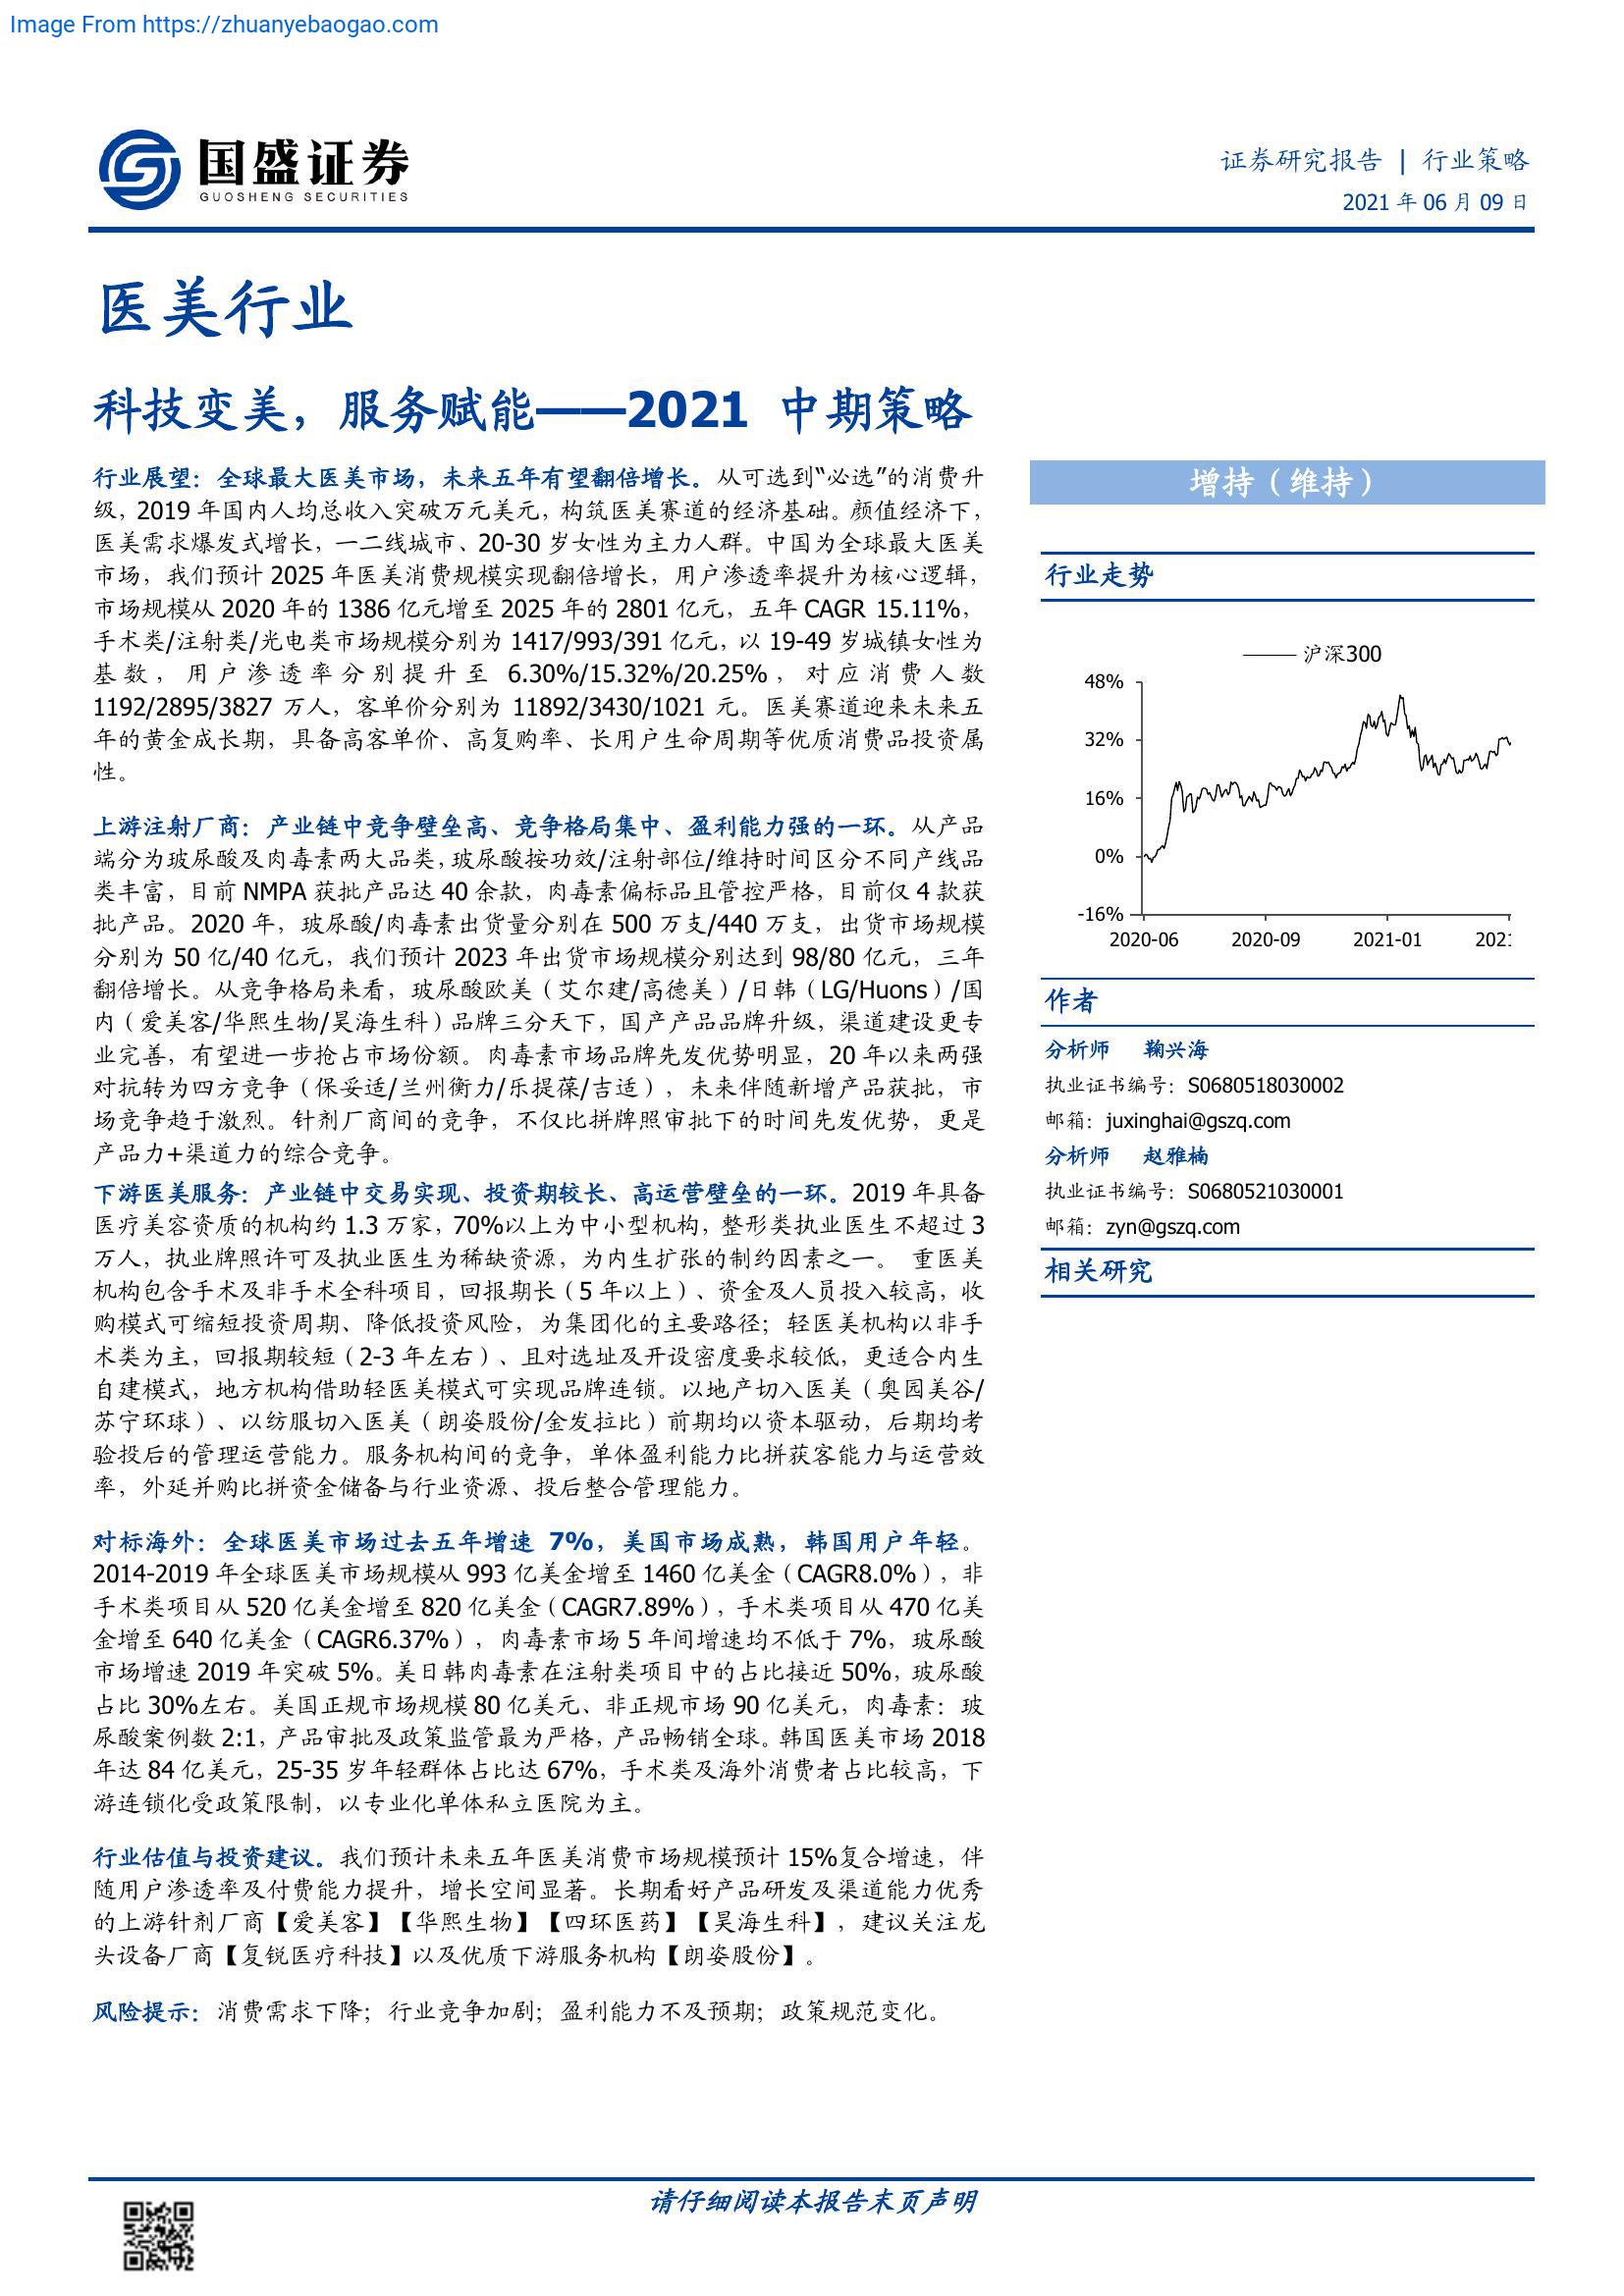 Image From https://zhuanyebaogao.com
国盛证券
GUOSHENG SECURITIES
证券研究报告 | 行业策略
2021 年 06 月 09 日
医美行业
科技变美，服务赋能——2021 中期策略
行业展望：全球最大医美市场，未来五年有望翻倍增长。从可选到“必选”的消费升
级，2019 年国内人均总收入突破万元美元，构筑医美赛道的经济基础。颜值经济下，
医美需求爆发式增长，一二线城市、20-30 岁女性为主力人群。中国为全球最大医美
市场，我们预计 2025 年医美消费规模实现翻倍增长，用户渗透率提升为核心逻辑，
市场规模从 2020 年的 1386 亿元增至 2025 年的 2801 亿元，五年 CAGR 15.11%，
手术类/注射类/光电类市场规模分别为 1417/993/391 亿元，以 19-49 岁城镇女性为
基数，用户渗透率分别提升至 6.30%/15.32%/20.25%，对应消费人数
1192/2895/3827 万人，客单价分别为 11892/3430/1021 元。医美赛道迎来未来五
年的黄金成长期，具备高客单价、高复购率、长用户生命周期等优质消费品投资属
性。
上游注射厂商：产业链中竞争壁垒高、竞争格局集中、盈利能力强的一环。从产品
端分为玻尿酸及肉毒素两大品类，玻尿酸按功效/注射部位/维持时间区分不同产线品
类丰富，目前 NMPA 获批产品达 40 余款，肉毒素偏标品且管控严格，目前仅 4 款获
批产品。2020 年，玻尿酸/肉毒素出货量分别在 500 万支/440 万支，出货市场规模
分别为 50 亿/40 亿元，我们预计 2023 年出货市场规模分别达到 98/80 亿元，三年
翻倍增长。从竞争格局来看，玻尿酸欧美（艾尔建/高德美）/日韩（LG/Huons）/国
内（爱美客/华熙生物/昊海生科）品牌三分天下，国产产品品牌升级，渠道建设更专
业完善，有望进一步抢占市场份额。肉毒素市场品牌先发优势明显，20 年以来两强
对抗转为四方竞争（保妥适/兰州衡力/乐提葆/吉适），未来伴随新增产品获批，市
场竞争趋于激烈。针剂厂商间的竞争，不仅比拼牌照审批下的时间先发优势，更是
产品力+渠道力的综合竞争。
下游医美服务：产业链中交易实现、投资期较长、高运营壁垒的一环。2019 年具备
医疗美容资质的机构约 1.3 万家，70%以上为中小型机构，整形类执业医生不超过 3
万人，执业牌照许可及执业医生为稀缺资源，为内生扩张的制约因素之一。 重医美
机构包含手术及非手术全科项目，回报期长（5 年以上）、资金及人员投入较高，收
购模式可缩短投资周期、降低投资风险，为集团化的主要路径；轻医美机构以非手
术类为主，回报期较短（2-3 年左右）、且对选址及开设密度要求较低，更适合内生
自建模式，地方机构借助轻医美模式可实现品牌连锁。以地产切入医美（奥园美谷/
苏宁环球）、以纺服切入医美（朗姿股份/金发拉比）前期均以资本驱动，后期均考
验投后的管理运营能力。服务机构间的竞争，单体盈利能力比拼获客能力与运营效
率，外延并购比拼资金储备与行业资源、投后整合管理能力。
对标海外：全球医美市场过去五年增速 7%，美国市场成熟，韩国用户年轻。
2014-2019 年全球医美市场规模从 993 亿美金增至 1460 亿美金（CAGR8.0%），非
手术类项目从 520 亿美金增至 820 亿美金（CAGR7.89%），手术类项目从 470 亿美
金增至 640 亿美金（CAGR6.37%），肉毒素市场 5 年间增速均不低于 7%，玻尿酸
市场增速 2019 年突破 5%。美日韩肉毒素在注射类项目中的占比接近 50%，玻尿酸
占比 30%左右。美国正规市场规模 80 亿美元、非正规市场 90 亿美元，肉毒素：玻
尿酸案例数 2:1，产品审批及政策监管最为严格，产品畅销全球。韩国医美市场 2018
年达 84 亿美元，25-35 岁年轻群体占比达 67%，手术类及海外消费者占比较高，下
游连锁化受政策限制，以专业化单体私立医院为主。
行业估值与投资建议。我们预计未来五年医美消费市场规模预计 15%复合增速，伴
随用户渗透率及付费能力提升，增长空间显著。长期看好产品研发及渠道能力优秀
的上游针剂厂商【爱美客】【华熙生物】【四环医药】【昊海生科】，建议关注龙
头设备厂商【复锐医疗科技】以及优质下游服务机构【朗姿股份】。
风险提示：消费需求下降；行业竞争加剧；盈利能力不及预期；政策规范变化。
增持（维持）
行业走势
沪深300
48%
32%
16%
0%
-16%
2020-06 2020-09 2021-01 2021
作者
分析师 鞠兴海
执业证书编号：S0680518030002
邮箱：juxinghai@gszq.com
分析师 赵雅楠
执业证书编号：S0680521030001
邮箱：zyn@gszq.com
相关研究
请仔细阅读本报告末页声明